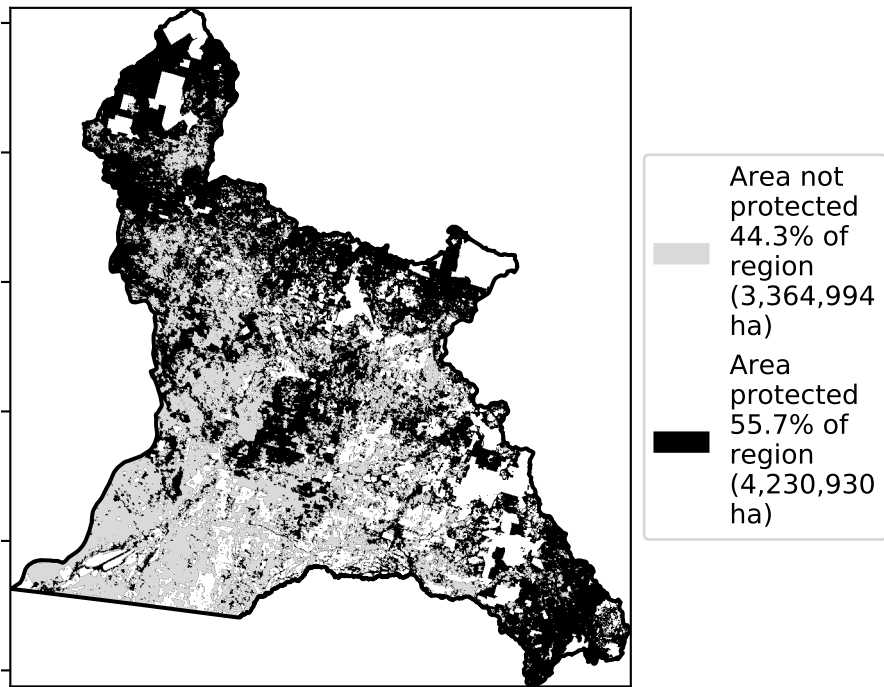 Area not
protected
44.3% of
region
(3,364,994
ha)
Area
protected
55.7% of
region
(4,230,930
ha)